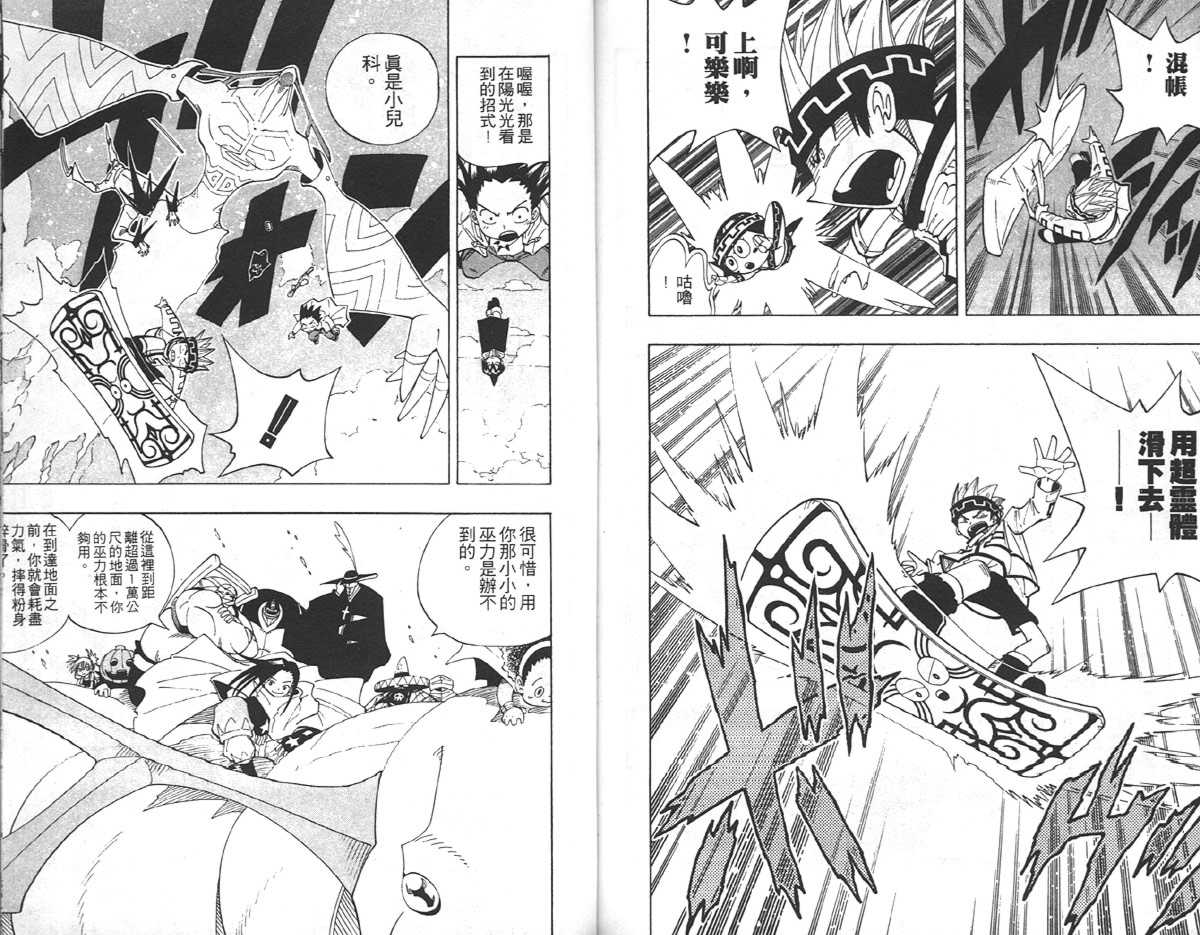 混帳
！
上啊，
可樂樂
！
咕嚕
！
用超靈體
滑下去—
—！
喔喔，那是
在陽光光看
到的招式！
眞是小兒
科。
！
很可惜，用
你那小小的
巫力是辦不
到的。
從這裡到距
離超過1萬公
尺的地面，你
的巫力根本不
夠用。
在到達地面之
前，你就會耗盡
力氣，摔得粉身
碎骨了。